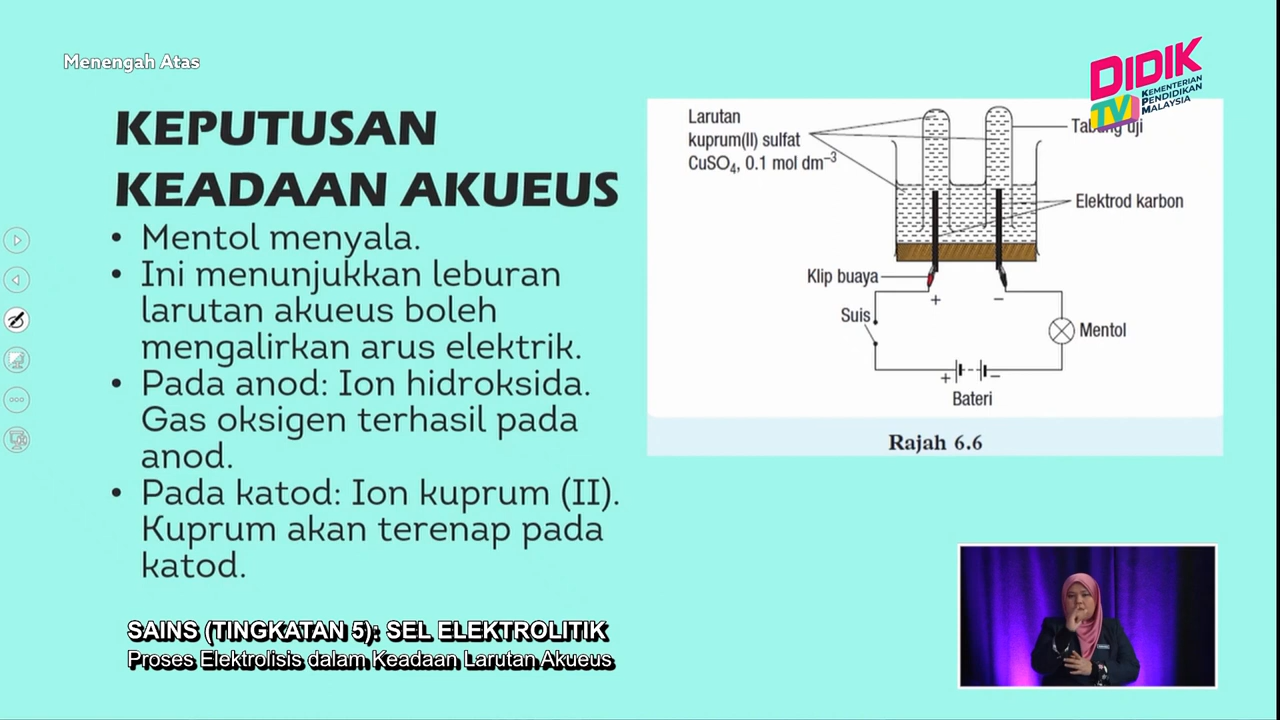 Menengah Atas
DIDIK
TV
KEMENTERIAN
PENDIDIKAN
MALAYSIA
KEPUTUSAN
KEADAAN AKUEUS
• Mentol menyala.
• Ini menunjukkan leburan
larutan akueus boleh
mengalirkan arus elektrik.
• Pada anod: Ion hidroksida.
Gas oksigen terhasil pada
anod.
• Pada katod: Ion kuprum (II).
Kuprum akan terenap pada
katod.
Larutan
kuprum(II) sulfat
CuSO₄, 0.1 mol dm⁻³
Tabung uji
Elektrod karbon
Klip buaya
+
−
Suis
Mentol
+
−
Bateri
Rajah 6.6
SAINS (TINGKATAN 5): SEL ELEKTROLITIK
Proses Elektrolisis dalam Keadaan Larutan Akueus